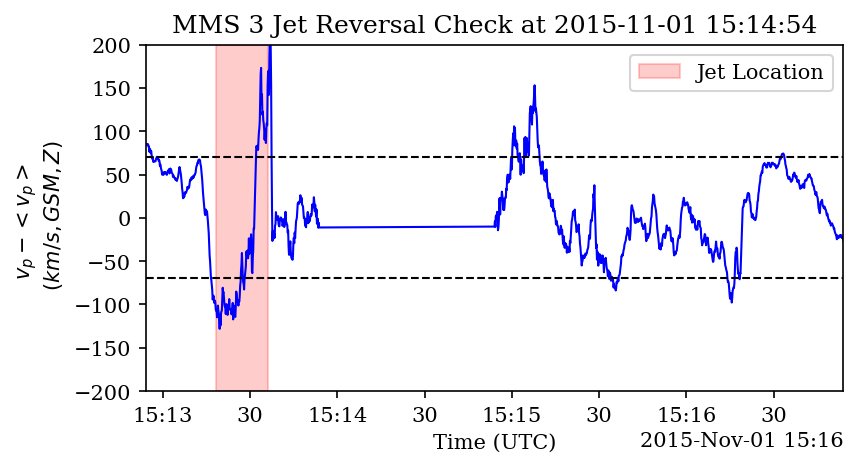 MMS 3 Jet Reversal Check at 2015-11-01 15:14:54
Jet Location
200
150
100
50
0
−50
−100
−150
−200
v_p − <v_p>
(km/s, GSM, Z)
15:13
30
15:14
30
15:15
30
15:16
30
Time (UTC)
2015-Nov-01 15:16